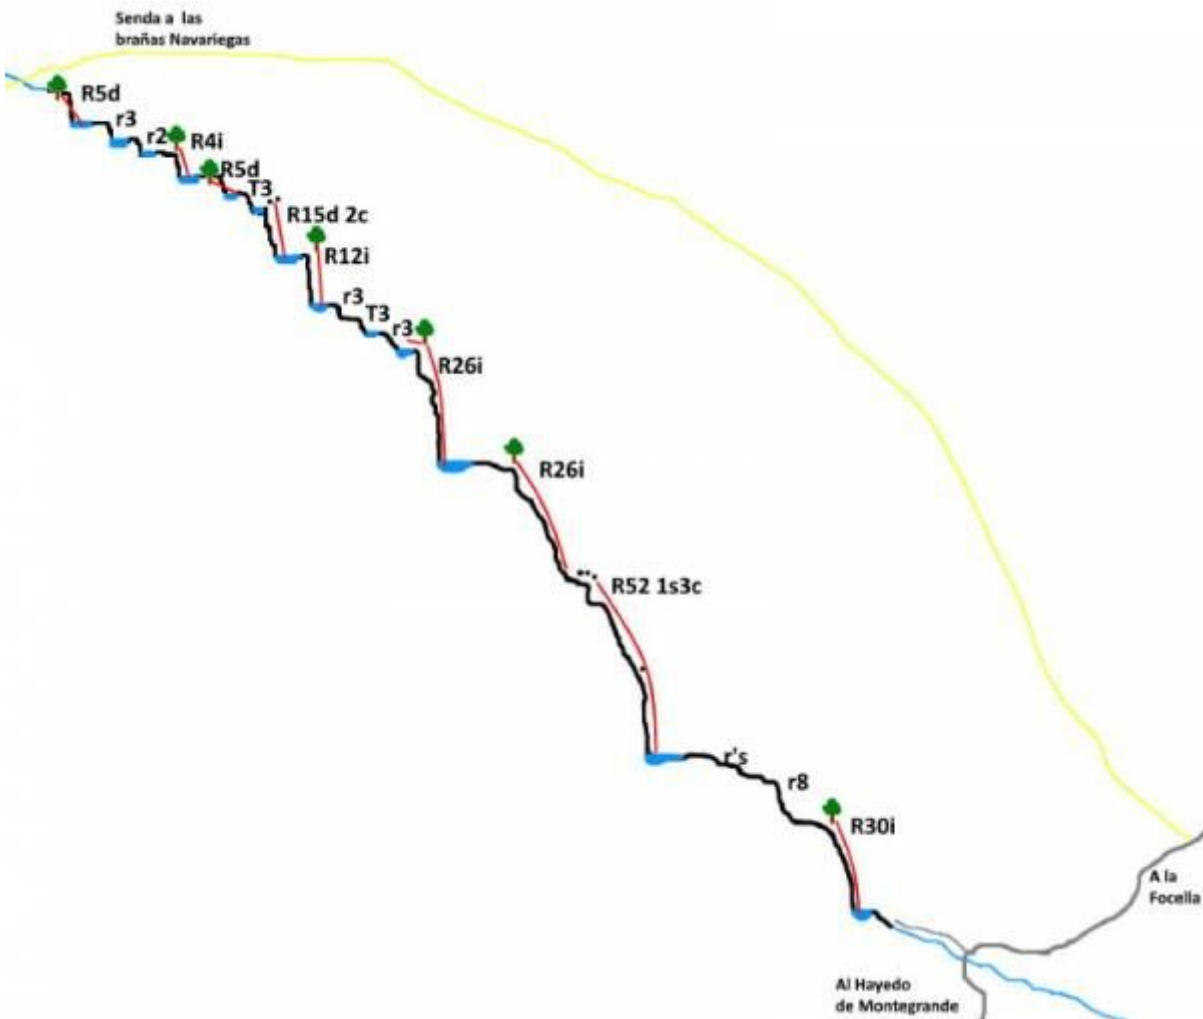 Senda a las
brañas Navariegas
R5d
r3
r2
R4i
R5d
T3
R15d 2c
R12i
r3
T3
r3
R26i
R26i
R52 1s3c
r's
r8
R30i
A la
Focella
Al Hayedo
de Montegrande